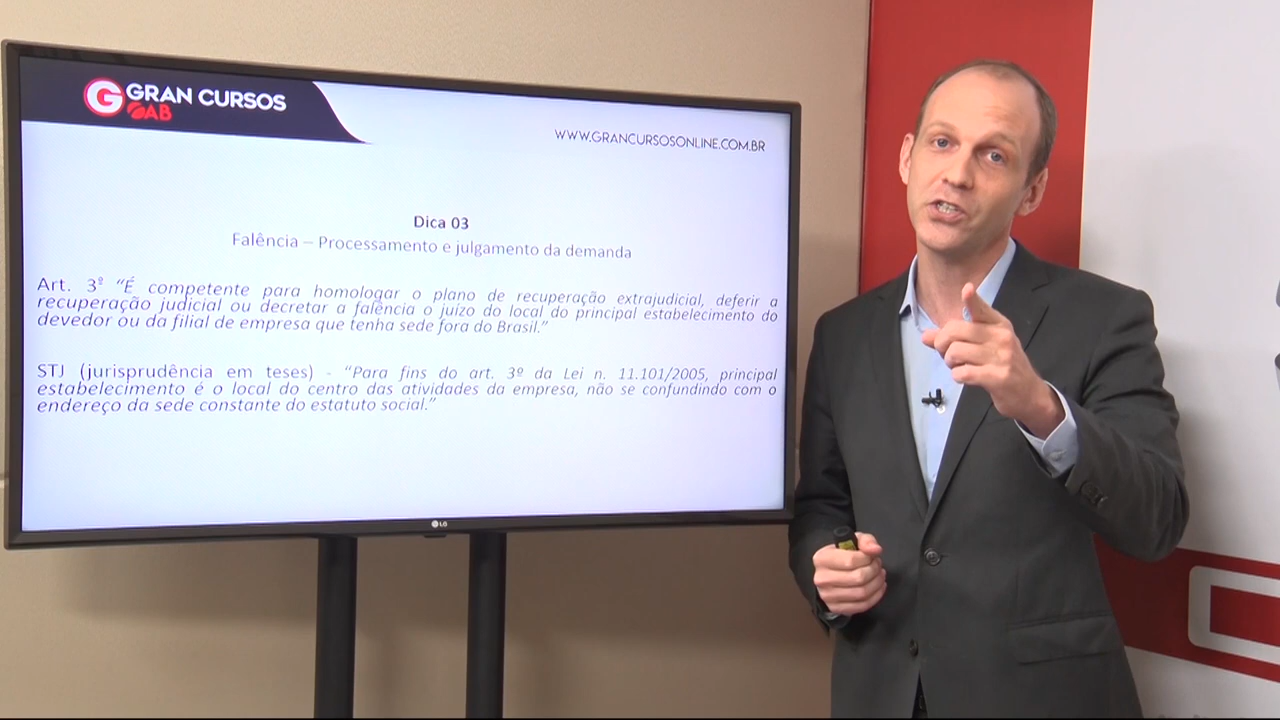 GRAN CURSOS
OAB
WWW.GRANCURSOSONLINE.COM.BR
Dica 03
Falência – Processamento e julgamento da demanda
Art. 3º “É competente para homologar o plano de recuperação extrajudicial, deferir a
recuperação judicial ou decretar a falência o juízo do local do principal estabelecimento do
devedor ou da filial de empresa que tenha sede fora do Brasil.”
STJ (jurisprudência em teses) - “Para fins do art. 3º da Lei n. 11.101/2005, principal
estabelecimento é o local do centro das atividades da empresa, não se confundindo com o
endereço da sede constante do estatuto social.”
LG